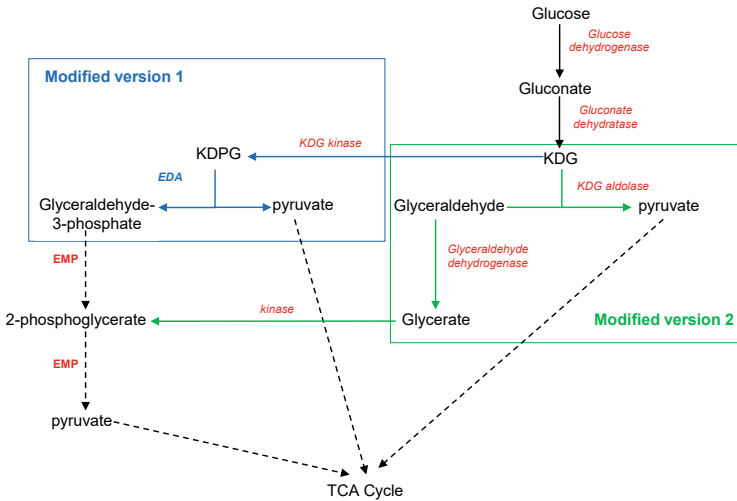 Glucose
Glucose
dehydrogenase
Modified version 1
Gluconate
Gluconate
dehydratase
KDG kinase
KDPG
KDG
EDA
KDG aldolase
Glyceraldehyde-
3-phosphate
pyruvate
Glyceraldehyde
pyruvate
EMP
Glyceraldehyde
dehydrogenase
2-phosphoglycerate
kinase
Glycerate
Modified version 2
EMP
pyruvate
TCA Cycle